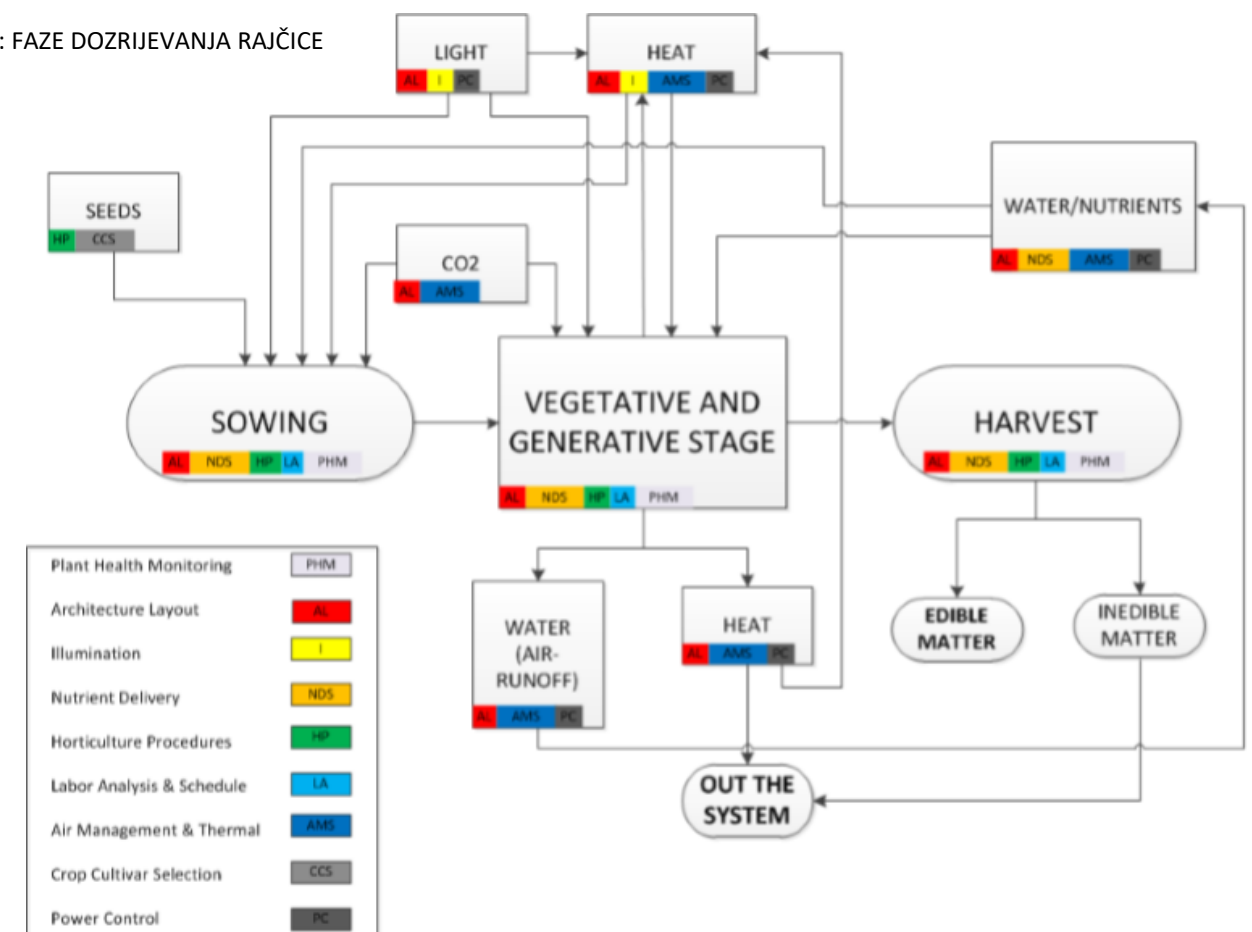 : FAZE DOZRIJEVANJA RAJČICE
LIGHT
AL I PC
HEAT
AL I AMS PC
SEEDS
HP CCS
CO2
AL AMS
WATER/NUTRIENTS
AL NDS AMS PC
SOWING
AL NDS HP LA PHM
VEGETATIVE AND
GENERATIVE STAGE
AL NDS HP LA PHM
HARVEST
AL NDS HP LA PHM
WATER
(AIR-
RUNOFF)
AL AMS PC
HEAT
AL AMS PC
EDIBLE
MATTER
INEDIBLE
MATTER
OUT THE
SYSTEM
Plant Health Monitoring PHM
Architecture Layout AL
Illumination I
Nutrient Delivery NDS
Horticulture Procedures HP
Labor Analysis & Schedule LA
Air Management & Thermal AMS
Crop Cultivar Selection CCS
Power Control PC